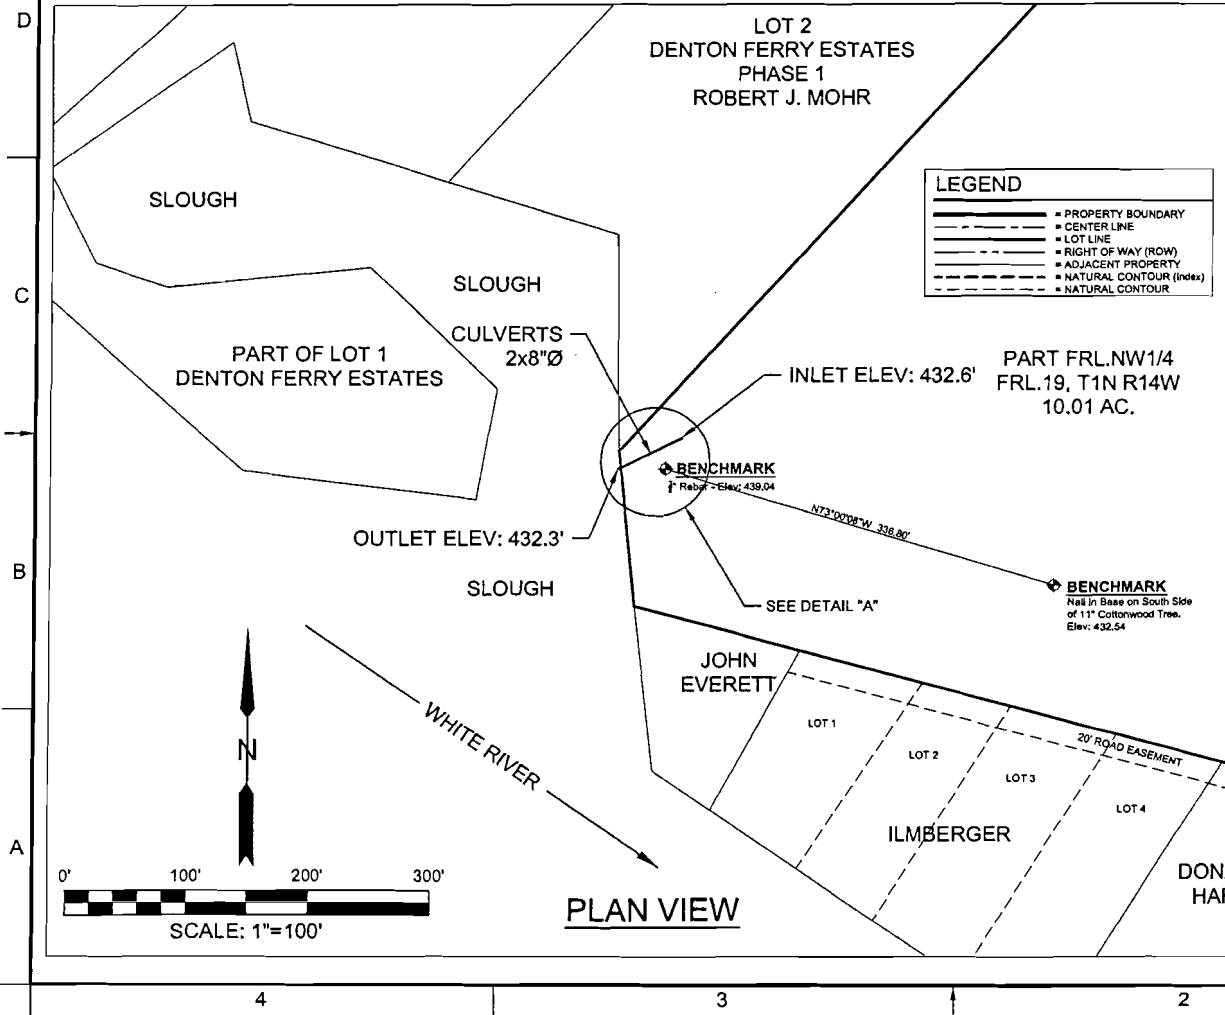 D
LOT 2
DENTON FERRY ESTATES
PHASE 1
ROBERT J. MOHR
LEGEND
= PROPERTY BOUNDARY
= CENTER LINE
= LOT LINE
= RIGHT OF WAY (ROW)
= ADJACENT PROPERTY
= NATURAL CONTOUR (Index)
= NATURAL CONTOUR
SLOUGH
C
SLOUGH
CULVERTS
2x8"Ø
PART OF LOT 1
DENTON FERRY ESTATES
INLET ELEV: 432.6'
PART FRL.NW1/4
FRL.19, T1N R14W
10.01 AC.
BENCHMARK
Rebar - Elev: 439.04
N73°00'08"W 336.80'
OUTLET ELEV: 432.3'
B
SLOUGH
SEE DETAIL "A"
BENCHMARK
Nail in Base on South Side
of 11" Cottonwood Tree.
Elev: 432.54
JOHN
EVERETT
LOT 1
LOT 2
LOT 3
LOT 4
20' ROAD EASEMENT
WHITE RIVER
N
ILMBERGER
A
DON
HA
0' 100' 200' 300'
SCALE: 1"=100'
PLAN VIEW
4 3 2